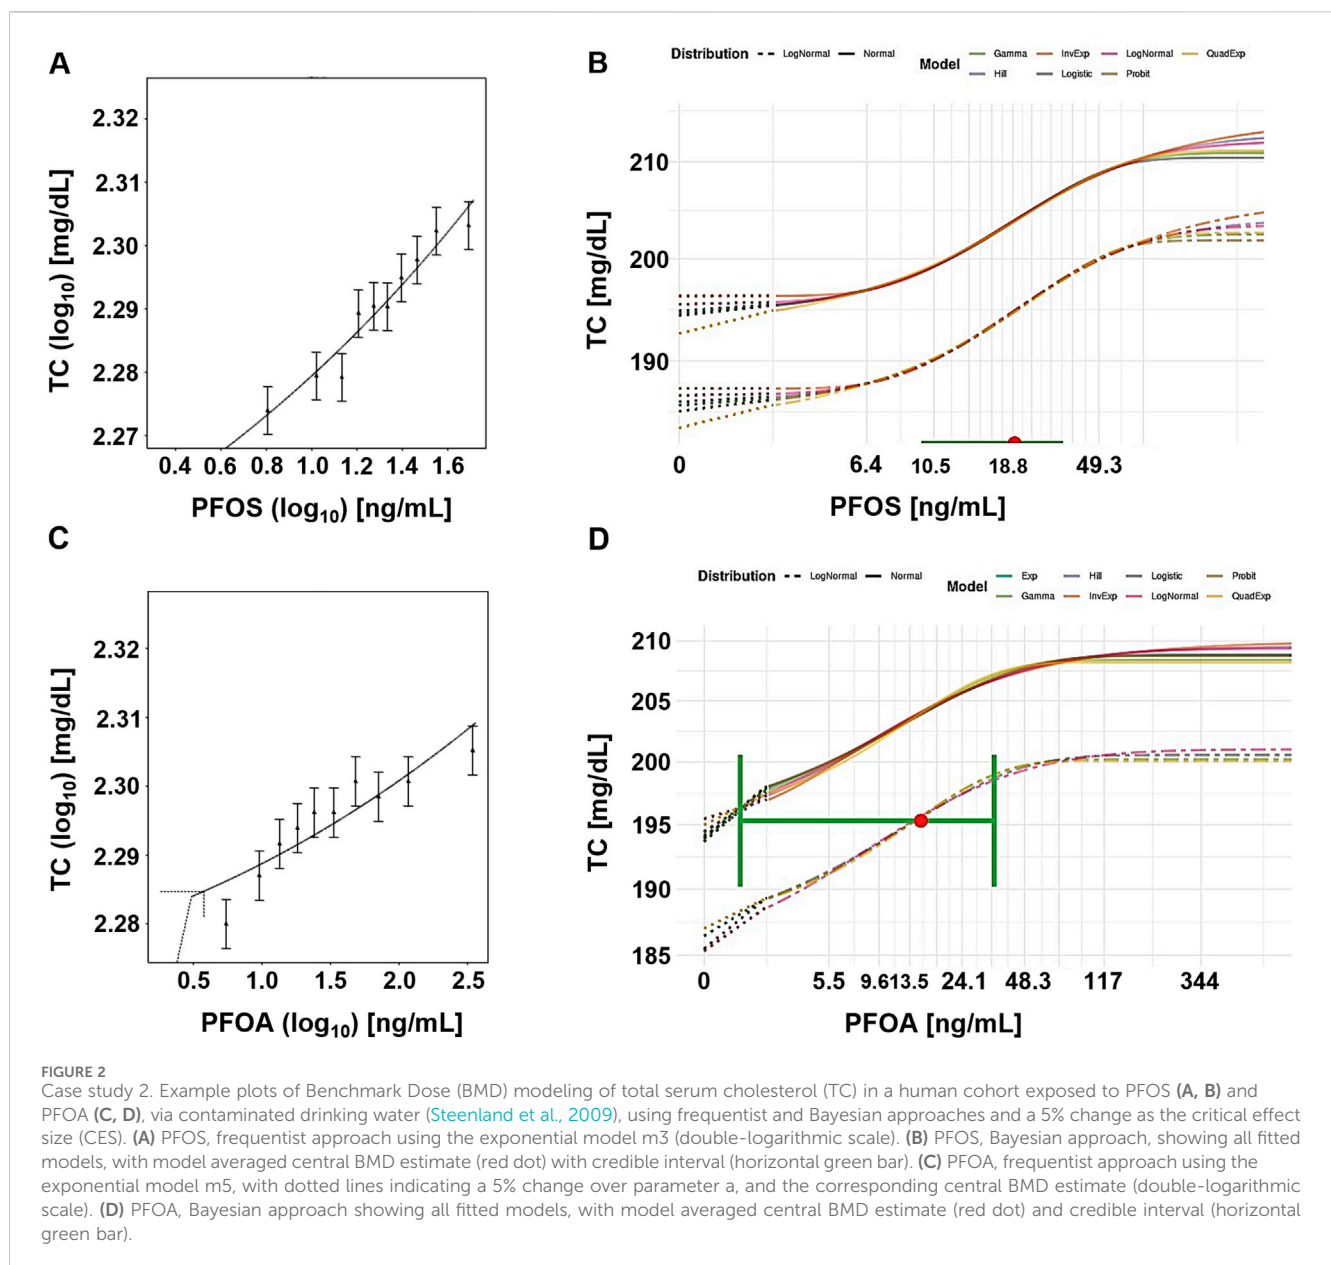 A
2.32
2.31
2.30
2.29
2.28
2.27
TC (log10) [mg/dL]
0.4 0.6 0.8 1.0 1.2 1.4 1.6
PFOS (log10) [ng/mL]
B
Distribution LogNormal Normal
Model Gamma InvExp LogNormal QuadExp
Hill Logistic Probit
210
200
190
TC [mg/dL]
0 6.4 10.5 18.8 49.3
PFOS [ng/mL]
C
2.32
2.31
2.30
2.29
2.28
TC (log10) [mg/dL]
0.5 1.0 1.5 2.0 2.5
PFOA (log10) [ng/mL]
D
Distribution LogNormal Normal
Model Exp Hill Logistic Probit
Gamma InvExp LogNormal QuadExp
210
205
200
195
190
185
TC [mg/dL]
0 5.5 9.6 13.5 24.1 48.3 117 344
PFOA [ng/mL]
FIGURE 2
Case study 2. Example plots of Benchmark Dose (BMD) modeling of total serum cholesterol (TC) in a human cohort exposed to PFOS (A, B) and
PFOA (C, D), via contaminated drinking water (Steenland et al., 2009), using frequentist and Bayesian approaches and a 5% change as the critical effect
size (CES). (A) PFOS, frequentist approach using the exponential model m3 (double-logarithmic scale). (B) PFOS, Bayesian approach, showing all fitted
models, with model averaged central BMD estimate (red dot) with credible interval (horizontal green bar). (C) PFOA, frequentist approach using the
exponential model m5, with dotted lines indicating a 5% change over parameter a, and the corresponding central BMD estimate (double-logarithmic
scale). (D) PFOA, Bayesian approach showing all fitted models, with model averaged central BMD estimate (red dot) and credible interval (horizontal
green bar).